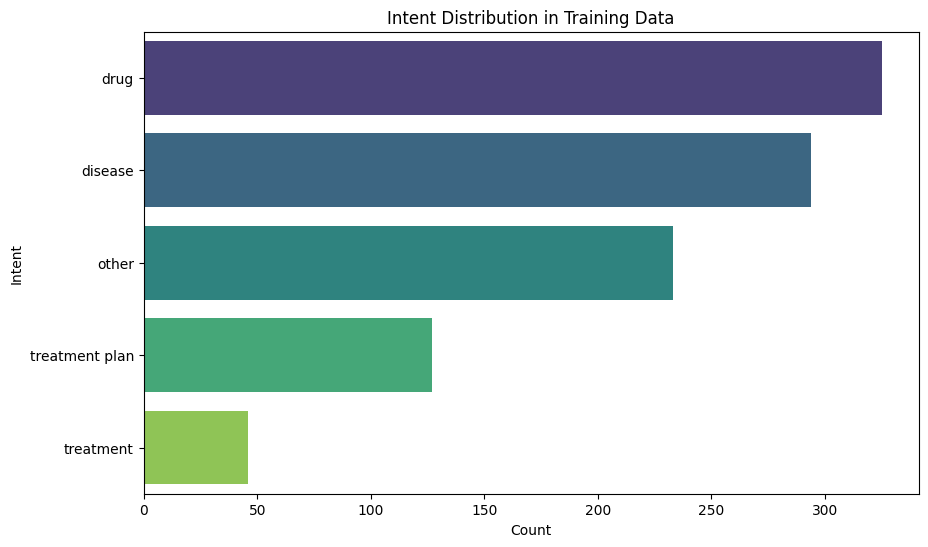 Intent Distribution in Training Data
Intent
drug
disease
other
treatment plan
treatment
0 50 100 150 200 250 300
Count